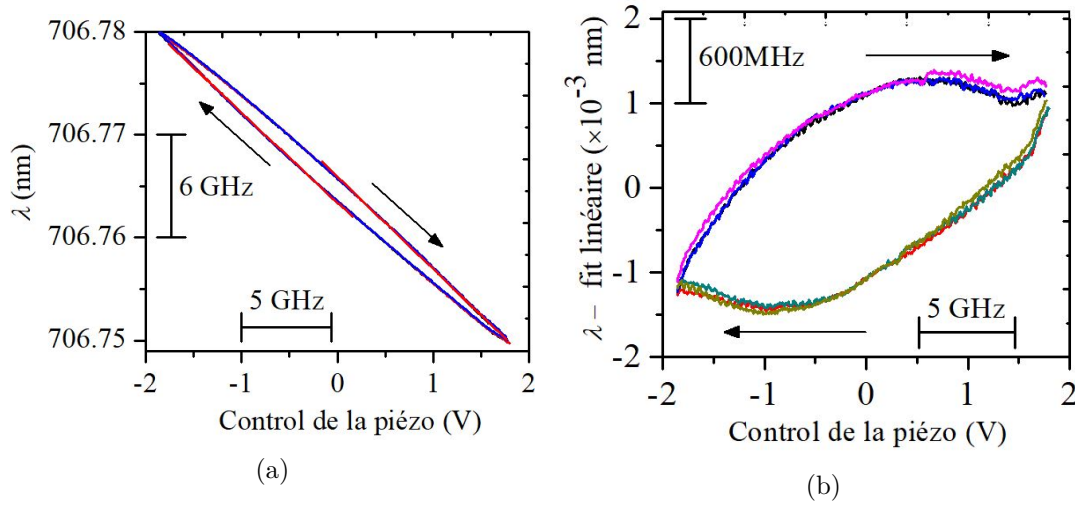 706.78
706.77
706.76
706.75
λ (nm)
6 GHz
5 GHz
-2 -1 0 1 2
Control de la piézo (V)
(a)
2
1
0
-1
-2
λ – fit linéaire (×10⁻³ nm)
600MHz
5 GHz
-2 -1 0 1 2
Control de la piézo (V)
(b)